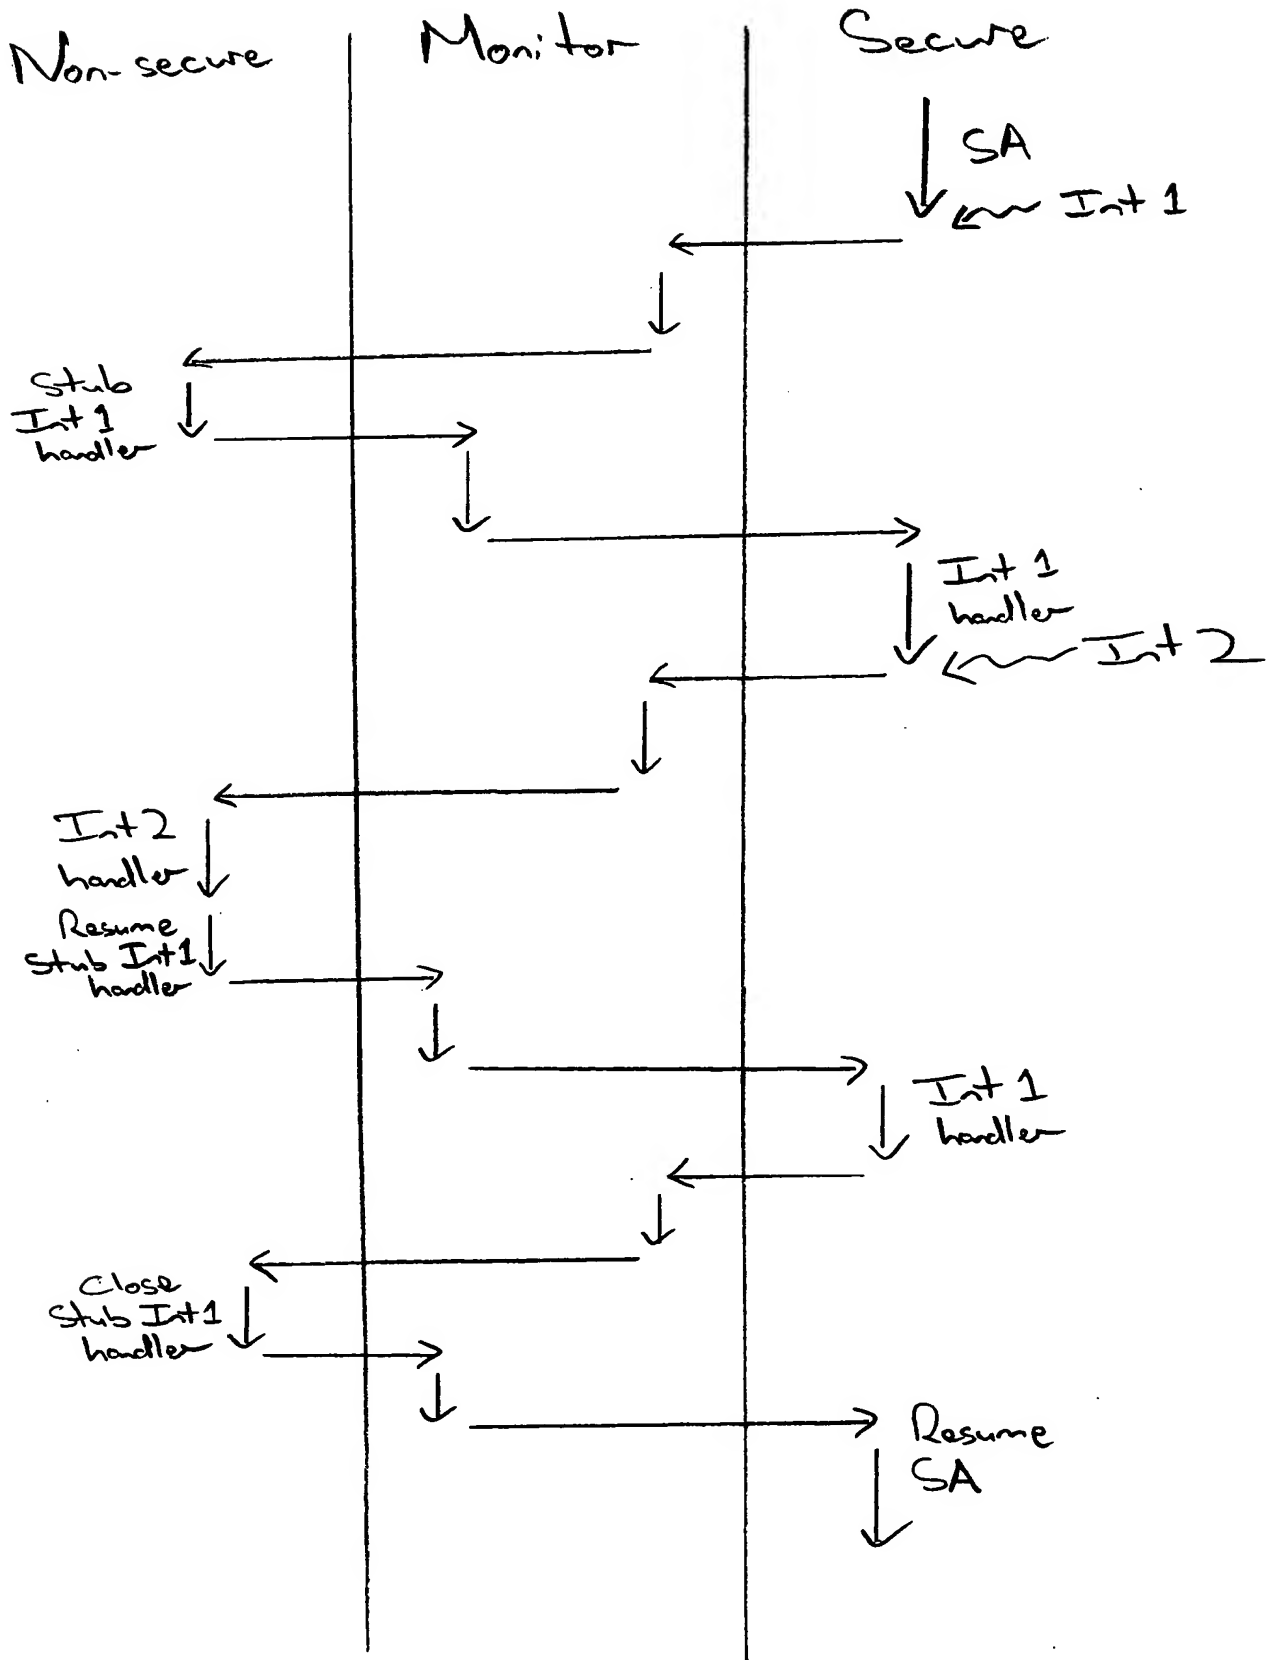 Non-secure
Monitor
Secure
SA
Int 1
Stub
Int 1
handler
Int 1
handler
Int 2
Int 2
handler
Resume
Stub Int 1
handler
Int 1
handler
Close
Stub Int 1
handler
Resume
SA